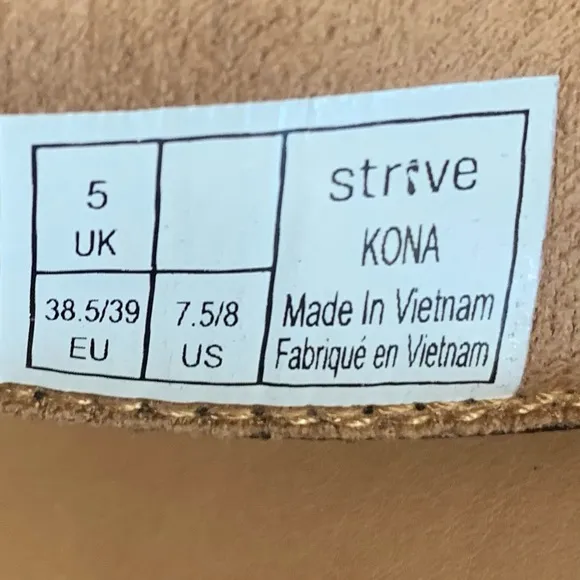 5
UK
38.5/39
EU
7.5/8
US
strive
KONA
Made In Vietnam
Fabriqué en Vietnam